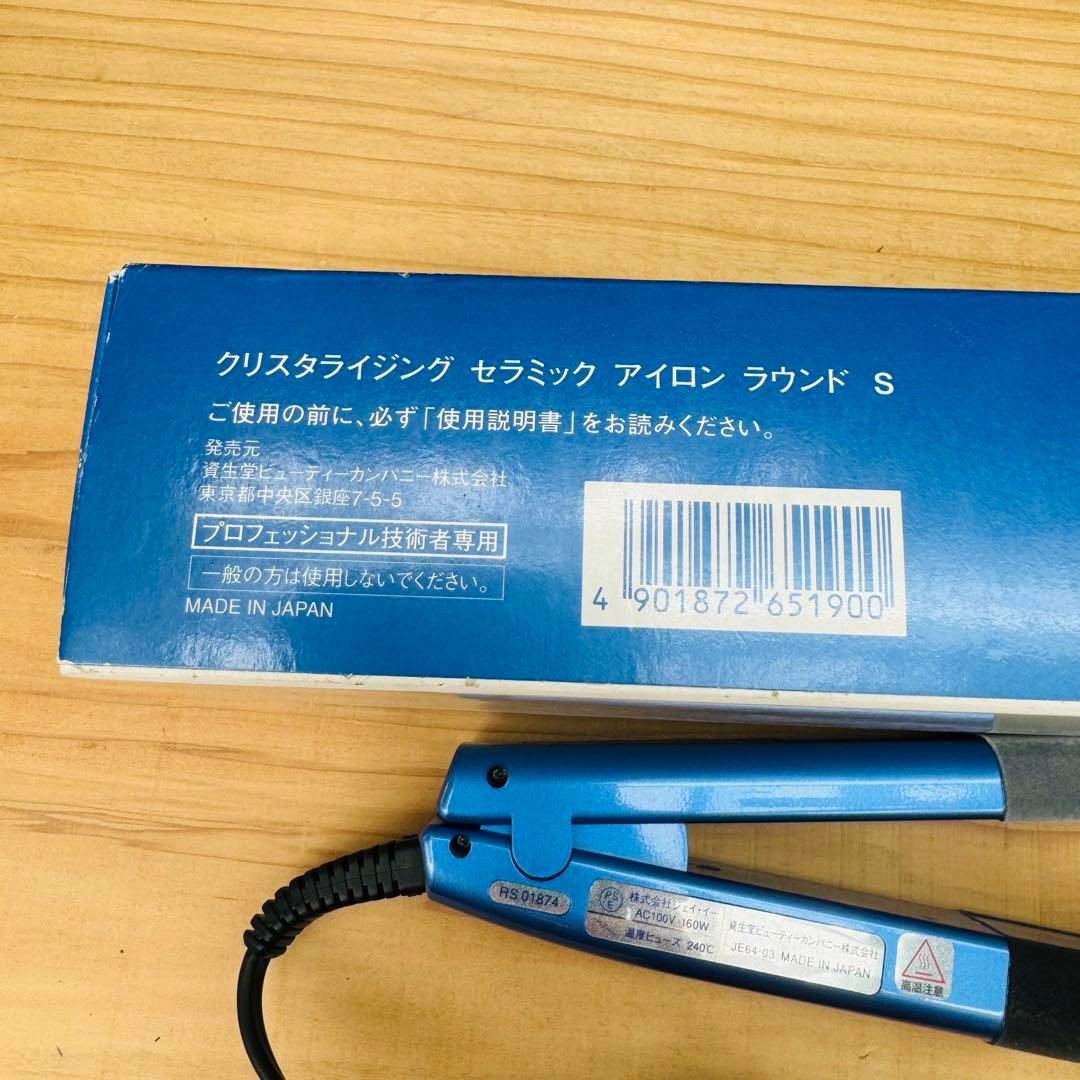 クリスタライジング セラミック アイロン ラウンド S
ご使用の前に、必ず「使用説明書」をお読みください。
発売元
資生堂ビューティーカンパニー株式会社
東京都中央区銀座7-5-5
プロフェッショナル技術者専用
一般の方は使用しないでください。
MADE IN JAPAN
4 901872 651900
RS 01874
PS
E
株式会社ジェイ・イー
AC100V 160W
温度ヒューズ 240℃
資生堂ビューティーカンパニー株式会社
JE64-03 MADE IN JAPAN
高温注意